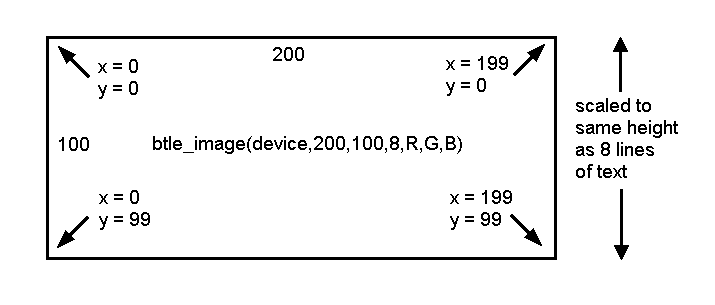 200
x = 0
y = 0
x = 199
y = 0
100
btle_image(device,200,100,8,R,G,B)
x = 0
y = 99
x = 199
y = 99
scaled to
same height
as 8 lines
of text